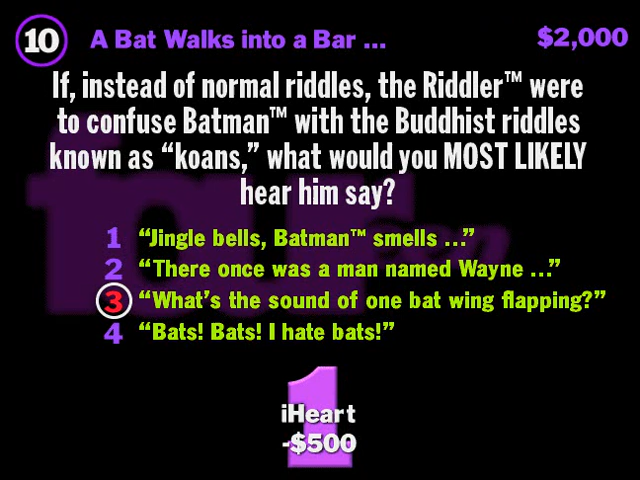 10 A Bat Walks into a Bar ... $2,000
If, instead of normal riddles, the Riddler™ were
to confuse Batman™ with the Buddhist riddles
known as “koans,” what would you MOST LIKELY
hear him say?
1 “Jingle bells, Batman™ smells ...”
2 “There once was a man named Wayne ...”
3 “What’s the sound of one bat wing flapping?”
4 “Bats! Bats! I hate bats!”
1
iHeart
-$500